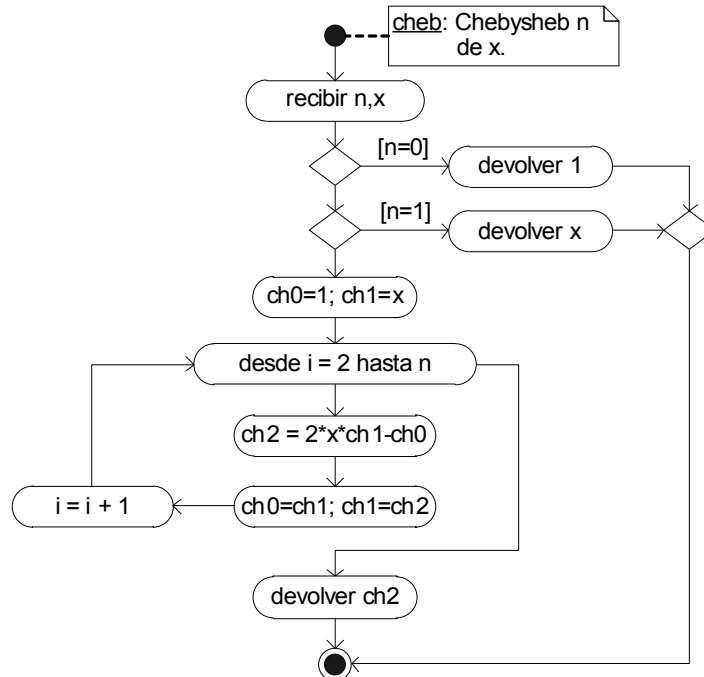 cheb: Chebysheb n
de x.
recibir n,x
[n=0]
devolver 1
[n=1]
devolver x
ch0=1; ch1=x
desde i = 2 hasta n
ch2 = 2*x*ch1-ch0
i = i + 1
ch0=ch1; ch1=ch2
devolver ch2